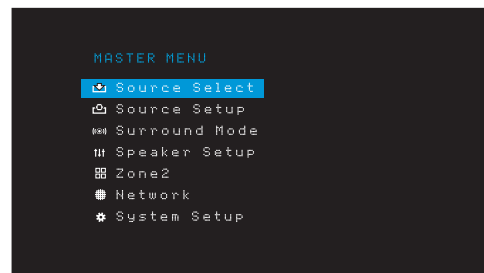 MASTER MENU
Source Select
Source Setup
Surround Mode
Speaker Setup
Zone2
Network
System Setup